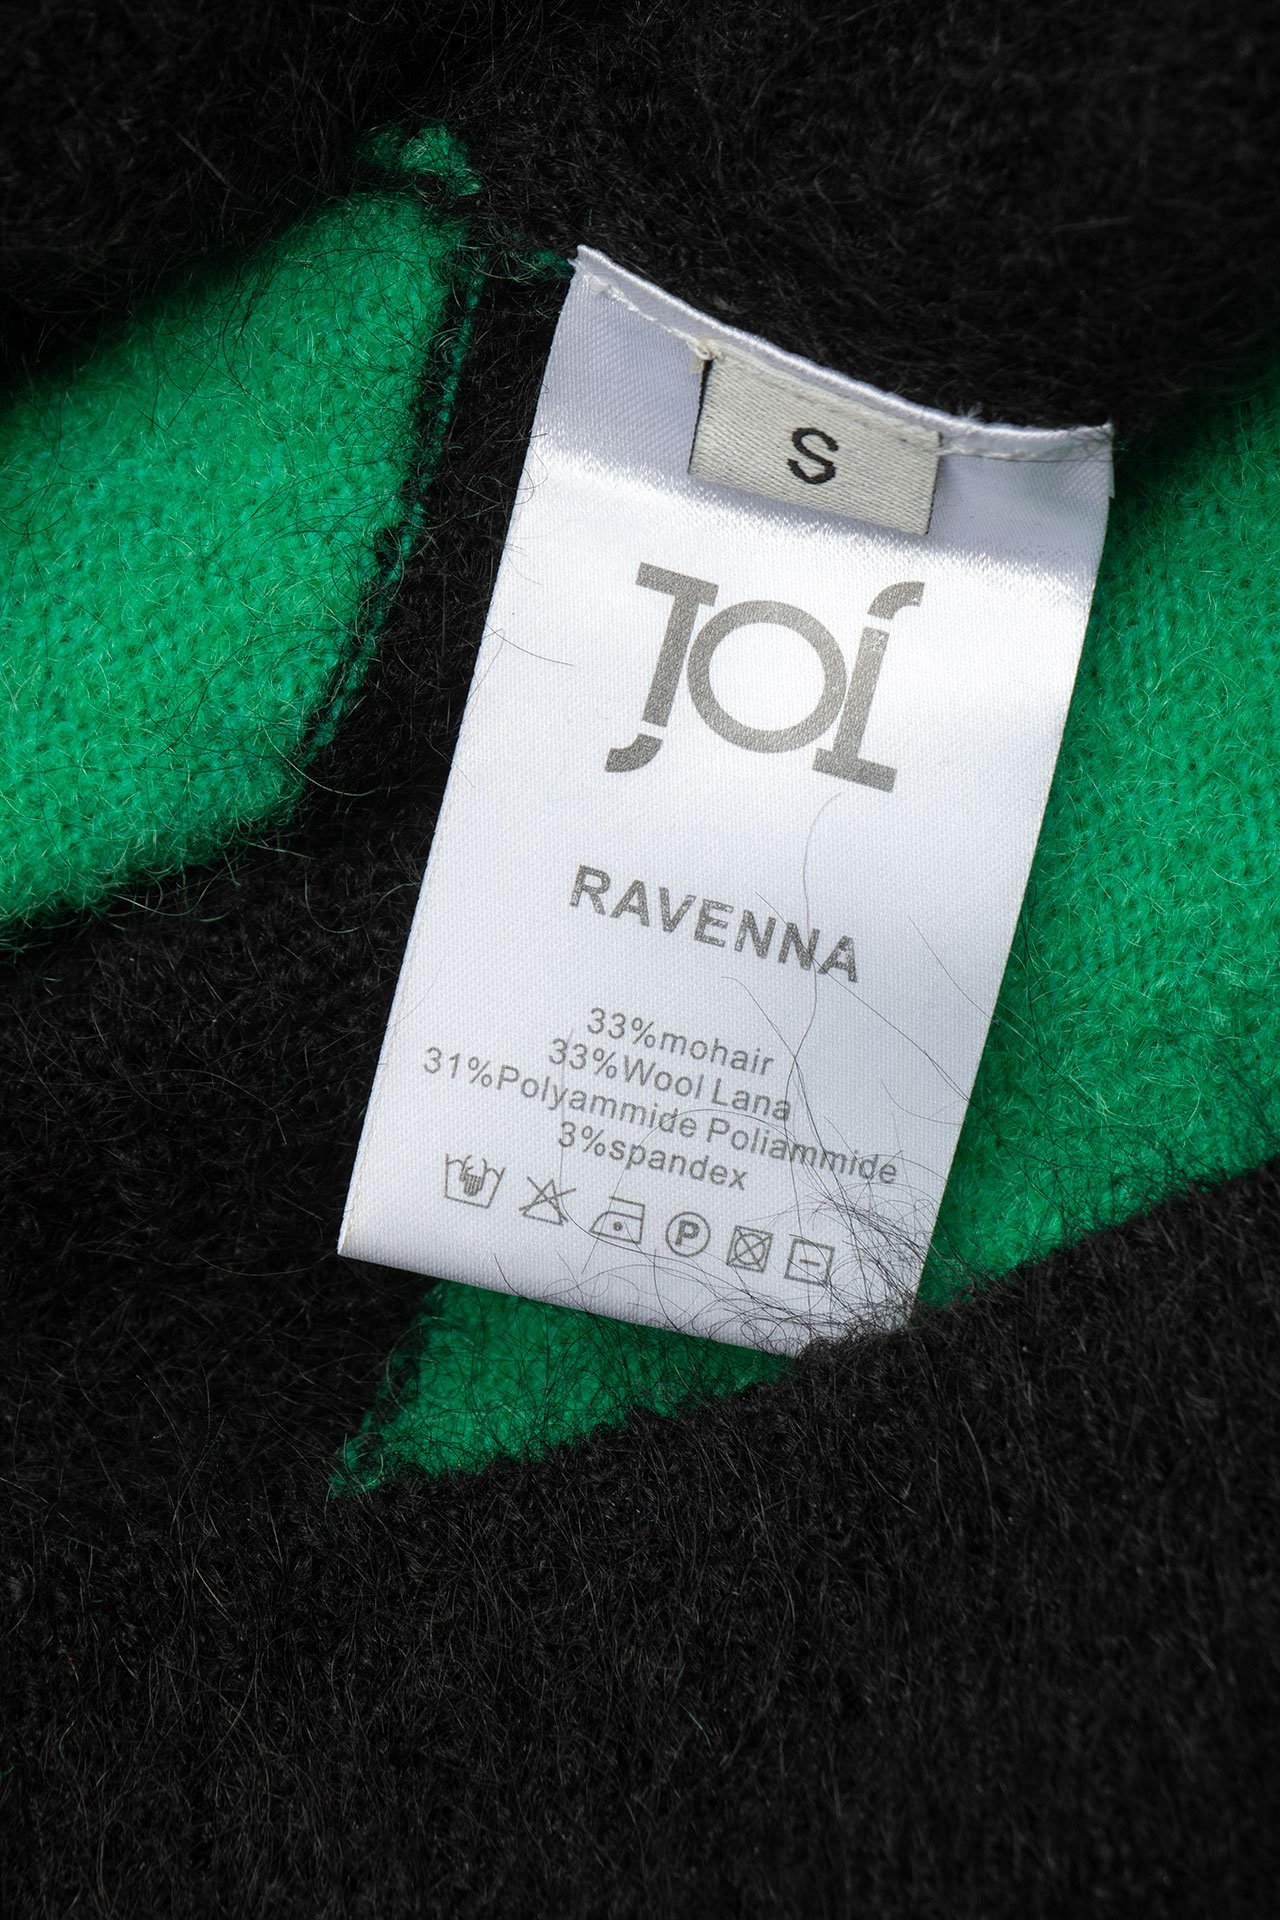 S
JOI
RAVENNA
33%mohair
33%Wool Lana
31%Polyammide Poliammide
3%spandex
P